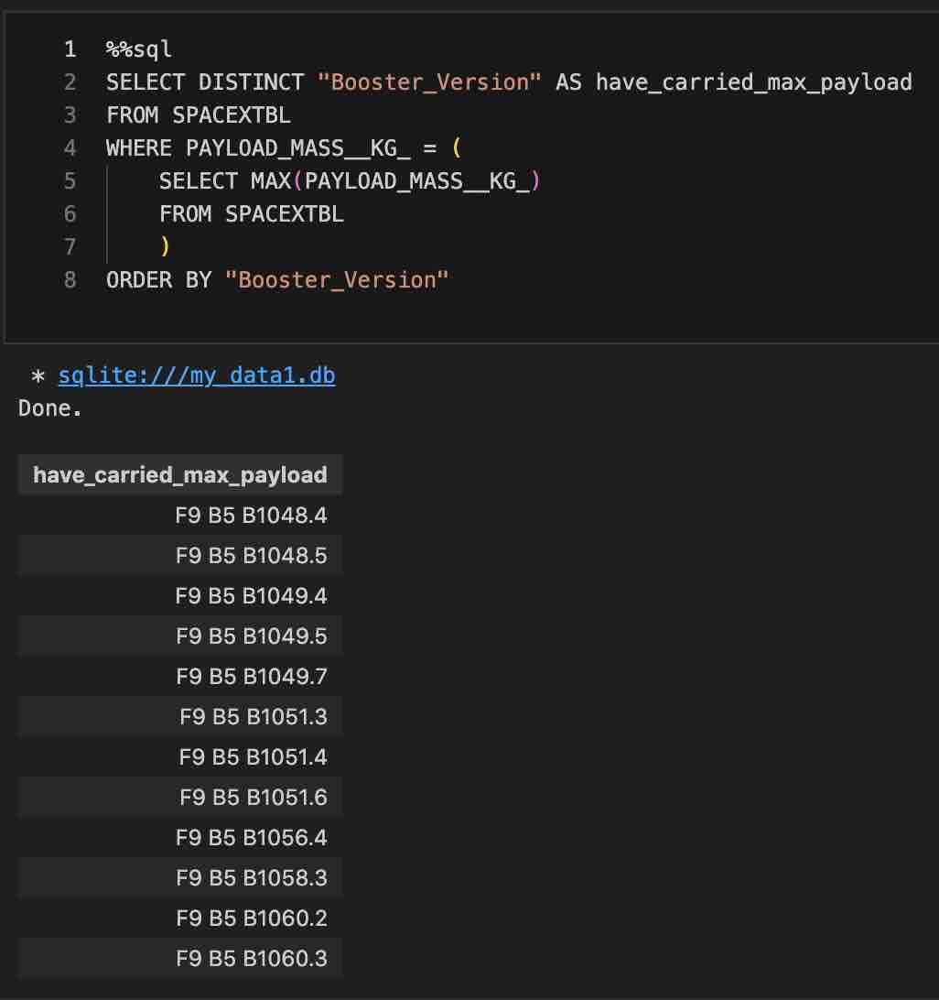 1 %%sql
2 SELECT DISTINCT "Booster_Version" AS have_carried_max_payload
3 FROM SPACEXTBL
4 WHERE PAYLOAD_MASS__KG_ = (
5     SELECT MAX(PAYLOAD_MASS__KG_)
6     FROM SPACEXTBL
7     )
8 ORDER BY "Booster_Version"
* sqlite:///my_data1.db
Done.
have_carried_max_payload
F9 B5 B1048.4
F9 B5 B1048.5
F9 B5 B1049.4
F9 B5 B1049.5
F9 B5 B1049.7
F9 B5 B1051.3
F9 B5 B1051.4
F9 B5 B1051.6
F9 B5 B1056.4
F9 B5 B1058.3
F9 B5 B1060.2
F9 B5 B1060.3